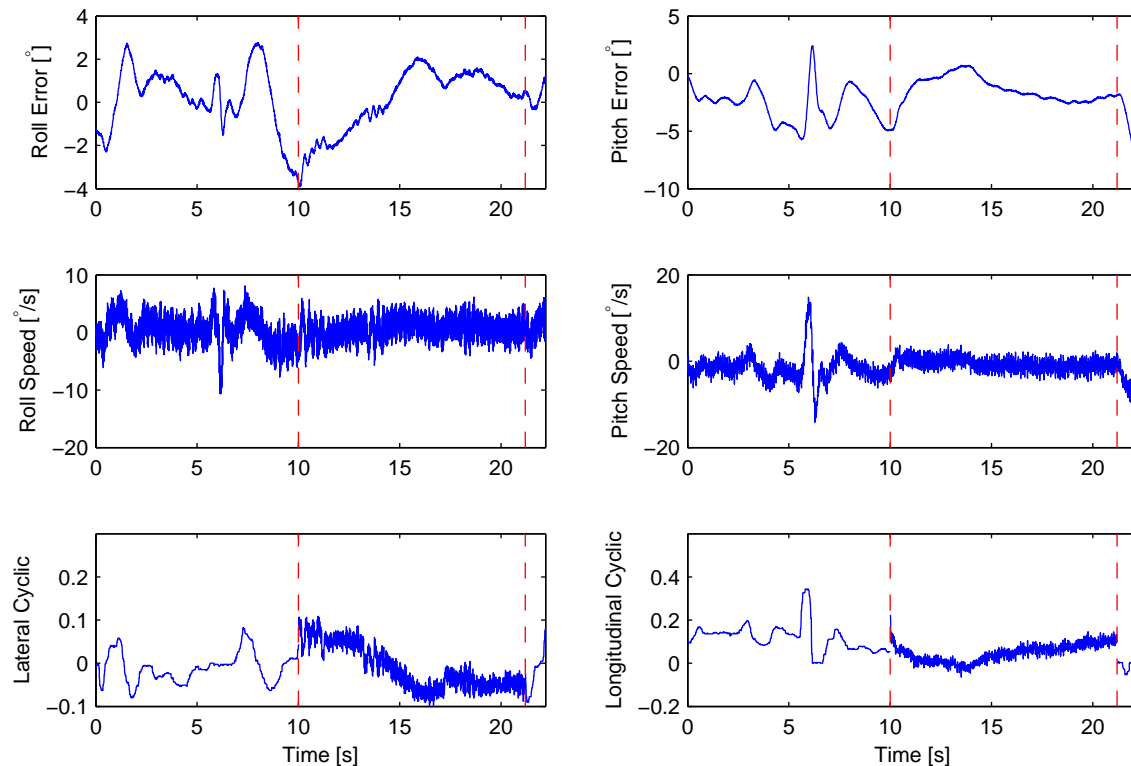 4
2
0
−2
−4
Roll Error [°]
0 5 10 15 20
5
0
−5
−10
Pitch Error [°]
0 5 10 15 20
10
0
−10
−20
Roll Speed [°/s]
0 5 10 15 20
20
0
−20
Pitch Speed [°/s]
0 5 10 15 20
0.2
0.1
0
−0.1
Lateral Cyclic
0 5 10 15 20
Time [s]
0.4
0.2
0
−0.2
Longitudinal Cyclic
0 5 10 15 20
Time [s]